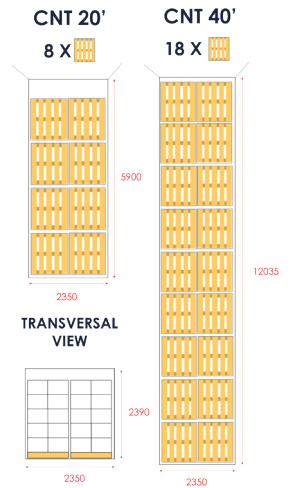 CNT 20’
8 X
5900
2350
CNT 40’
18 X
12035
2350
TRANSVERSAL
VIEW
2390
2350